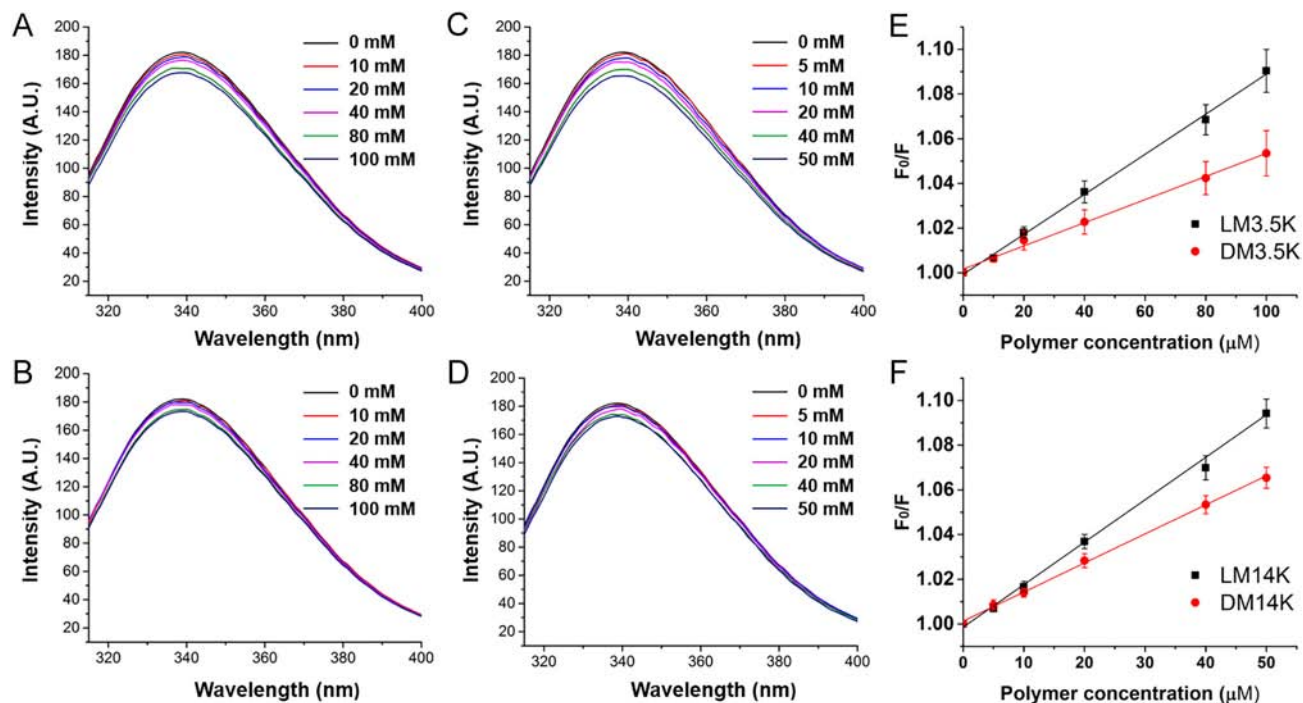 A
Intensity (A.U.)
200
180
160
140
120
100
80
60
40
20
0 mM
10 mM
20 mM
40 mM
80 mM
100 mM
320 340 360 380 400
Wavelength (nm)
C
Intensity (A.U.)
200
180
160
140
120
100
80
60
40
20
0 mM
5 mM
10 mM
20 mM
40 mM
50 mM
320 340 360 380 400
Wavelength (nm)
E
F₀/F
1.10
1.08
1.06
1.04
1.02
1.00
LM3.5K
DM3.5K
0 20 40 60 80 100
Polymer concentration (μM)
B
Intensity (A.U.)
200
180
160
140
120
100
80
60
40
20
0 mM
10 mM
20 mM
40 mM
80 mM
100 mM
320 340 360 380 400
Wavelength (nm)
D
Intensity (A.U.)
200
180
160
140
120
100
80
60
40
20
0 mM
5 mM
10 mM
20 mM
40 mM
50 mM
320 340 360 380 400
Wavelength (nm)
F
F₀/F
1.10
1.08
1.06
1.04
1.02
1.00
LM14K
DM14K
0 10 20 30 40 50
Polymer concentration (μM)